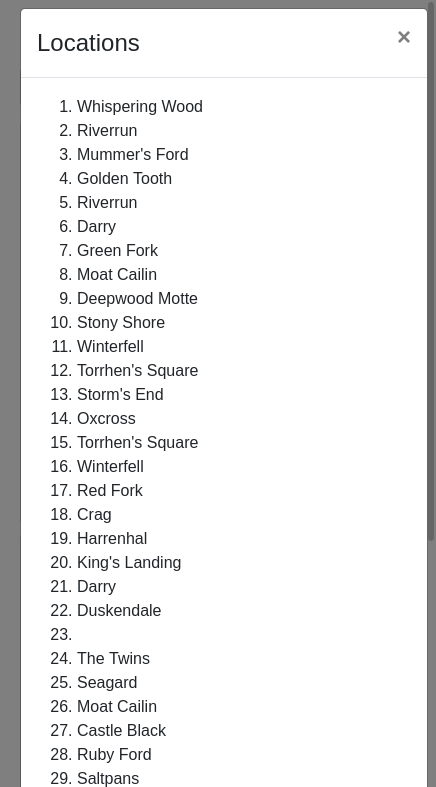 Locations ×
1. Whispering Wood
2. Riverrun
3. Mummer's Ford
4. Golden Tooth
5. Riverrun
6. Darry
7. Green Fork
8. Moat Cailin
9. Deepwood Motte
10. Stony Shore
11. Winterfell
12. Torrhen's Square
13. Storm's End
14. Oxcross
15. Torrhen's Square
16. Winterfell
17. Red Fork
18. Crag
19. Harrenhal
20. King's Landing
21. Darry
22. Duskendale
23.
24. The Twins
25. Seagard
26. Moat Cailin
27. Castle Black
28. Ruby Ford
29. Saltpans